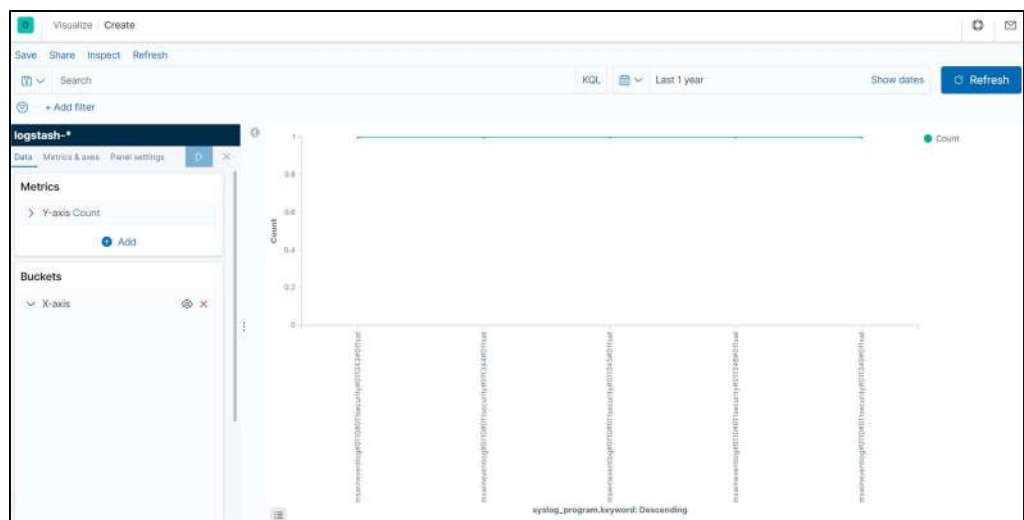 D Visualize Create
Save Share Inspect Refresh
Search KQL Last 1 year Show dates Refresh
+ Add filter
logstash-*
Data Metrics & axes Panel settings
Metrics
Y-axis Count
Add
Buckets
X-axis
Count
1
0.8
0.6
0.4
0.2
0
Count
syslog_program.keyword: Descending